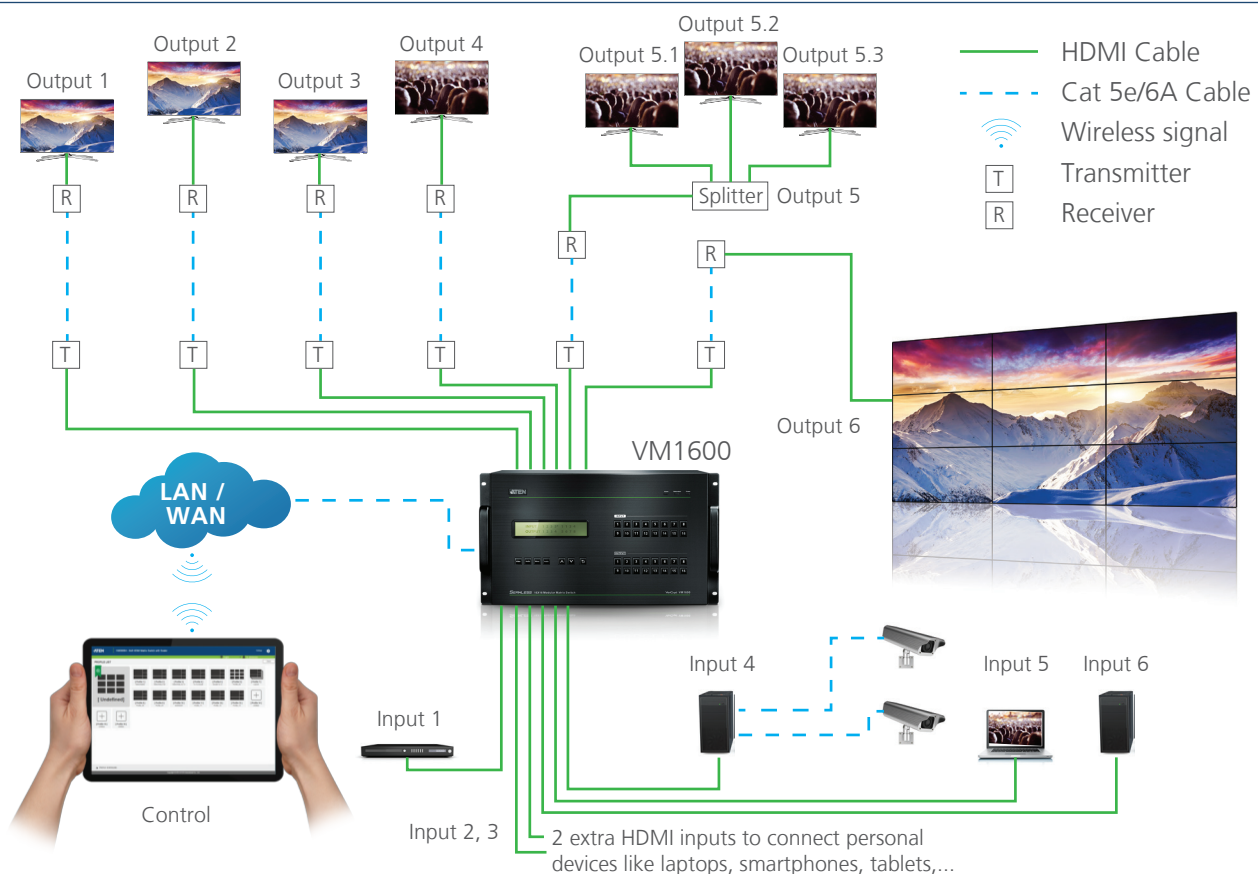 Output 1
Output 2
Output 3
Output 4
Output 5.1
Output 5.2
Output 5.3
HDMI Cable
Cat 5e/6A Cable
Wireless signal
T Transmitter
R Receiver
R
R
R
R
Splitter
Output 5
R
R
T
T
T
T
T
T
Output 6
VM1600
LAN /
WAN
ATEN
Input 1
Input 4
Input 5
Input 6
Control
Input 2, 3
2 extra HDMI inputs to connect personal
devices like laptops, smartphones, tablets,...